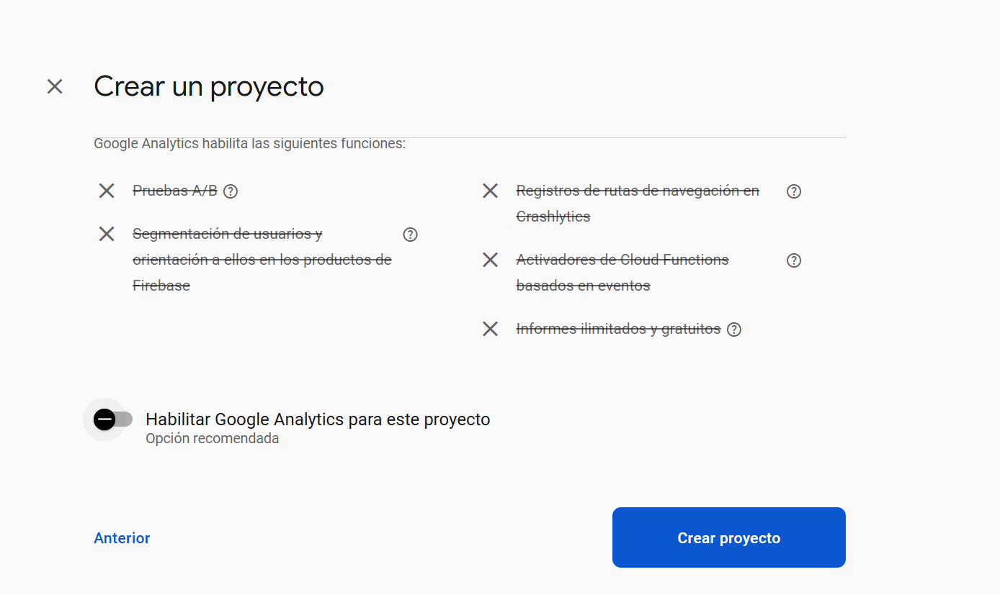 Crear un proyecto
Google Analytics habilita las siguientes funciones:
Pruebas A/B
Segmentación de usuarios y
orientación a ellos en los productos de
Firebase
Registros de rutas de navegación en
Crashlytics
Activadores de Cloud Functions
basados en eventos
Informes ilimitados y gratuitos
Habilitar Google Analytics para este proyecto
Opción recomendada
Anterior
Crear proyecto